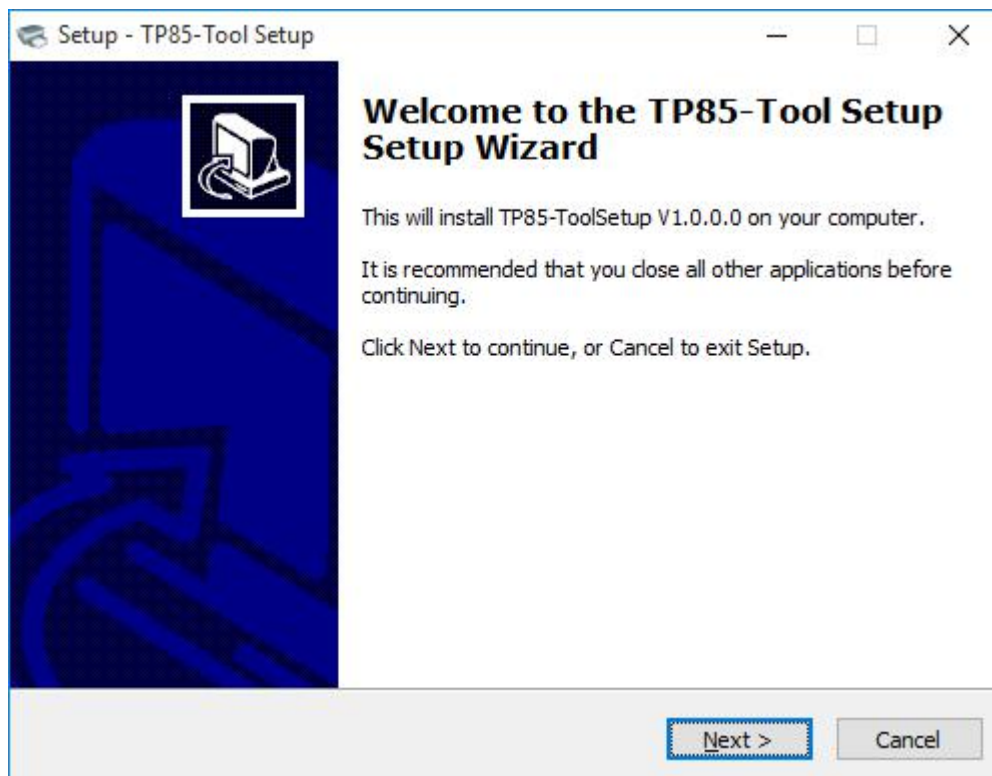 Setup - TP85-Tool Setup
Welcome to the TP85-Tool Setup
Setup Wizard
This will install TP85-ToolSetup V1.0.0.0 on your computer.
It is recommended that you close all other applications before
continuing.
Click Next to continue, or Cancel to exit Setup.
Next >
Cancel